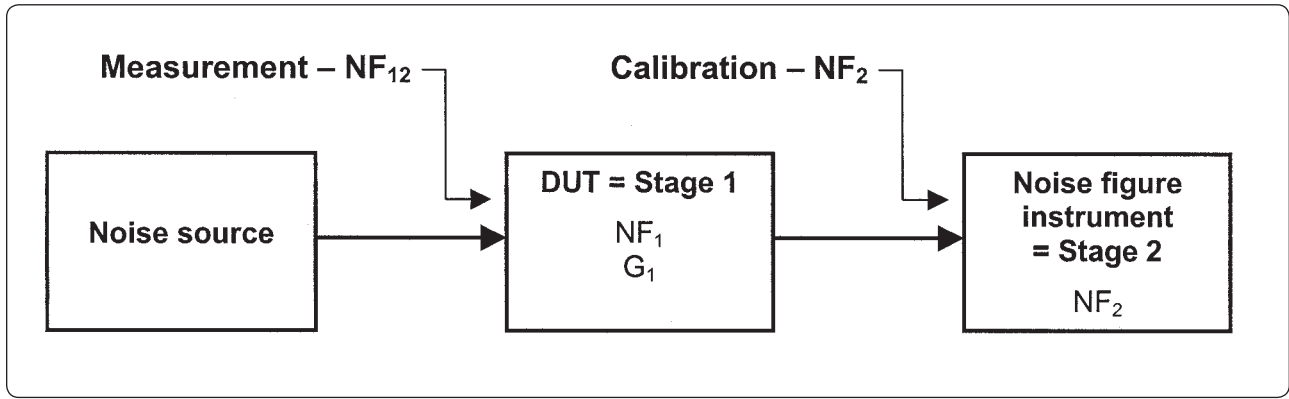 Measurement – NF₁₂
Calibration – NF₂
Noise source
DUT = Stage 1
NF₁
G₁
Noise figure
instrument
= Stage 2
NF₂